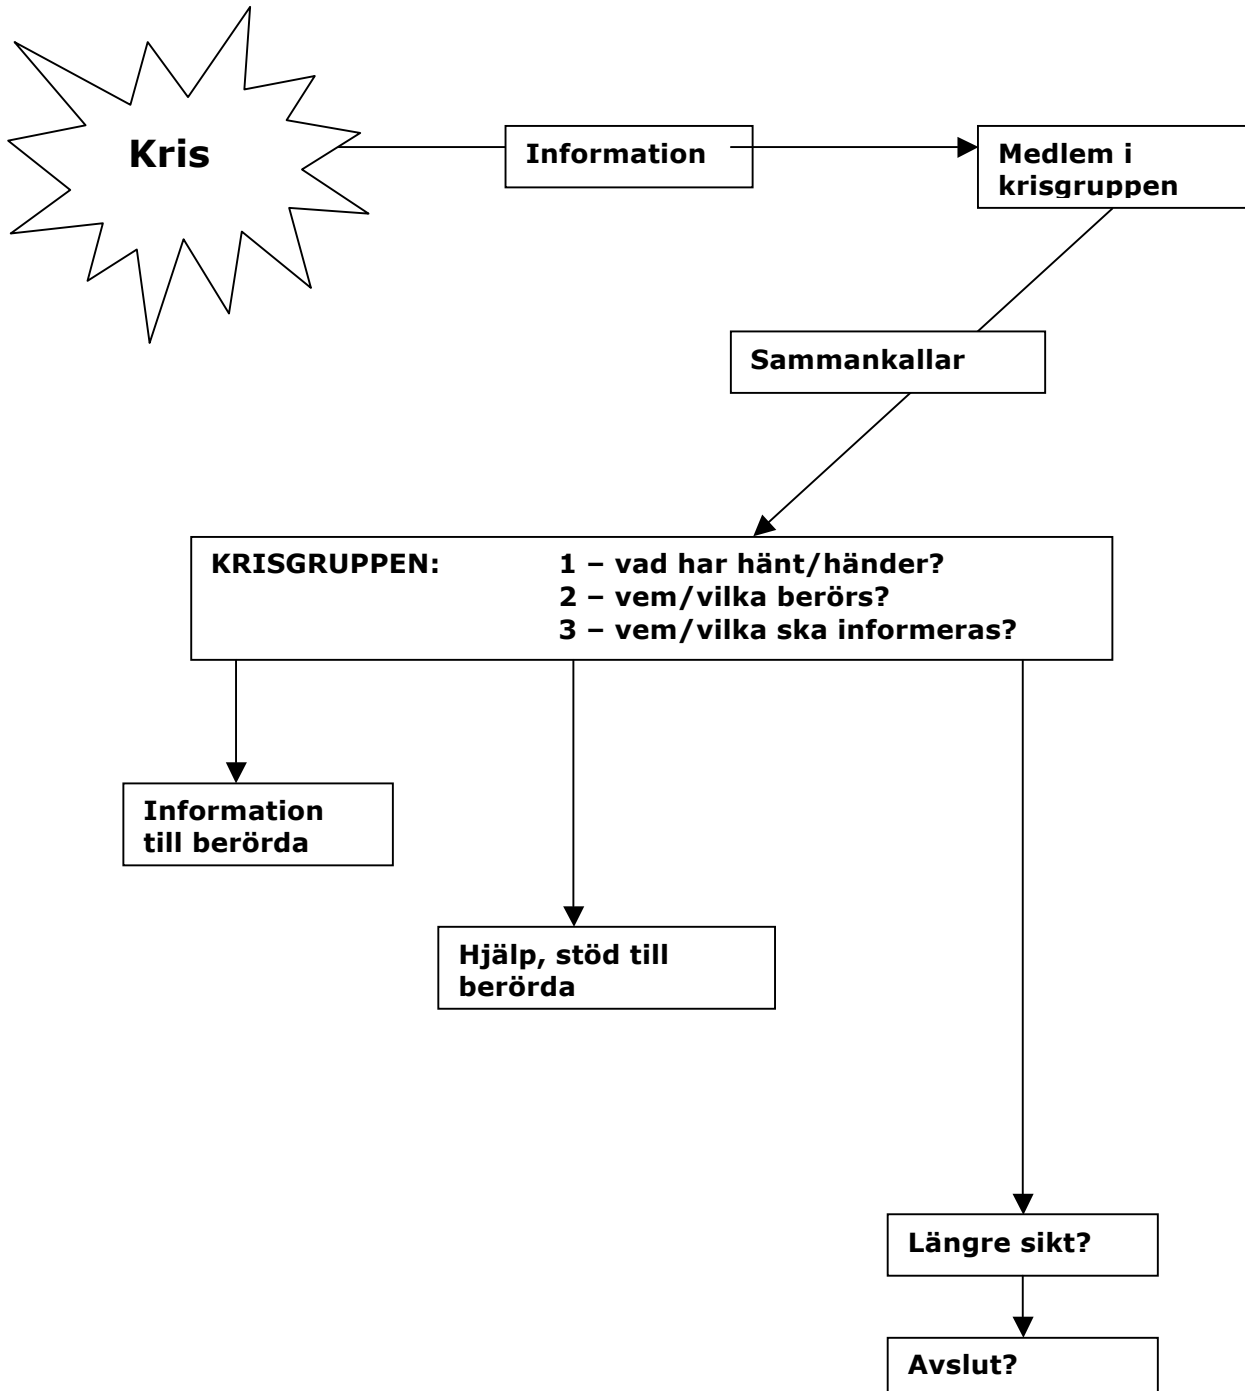 Kris
Information
Medlem i
krisgruppen
Sammankallar
KRISGRUPPEN: 1 – vad har hänt/händer?
2 – vem/vilka berörs?
3 – vem/vilka ska informeras?
Information
till berörda
Hjälp, stöd till
berörda
Längre sikt?
Avslut?